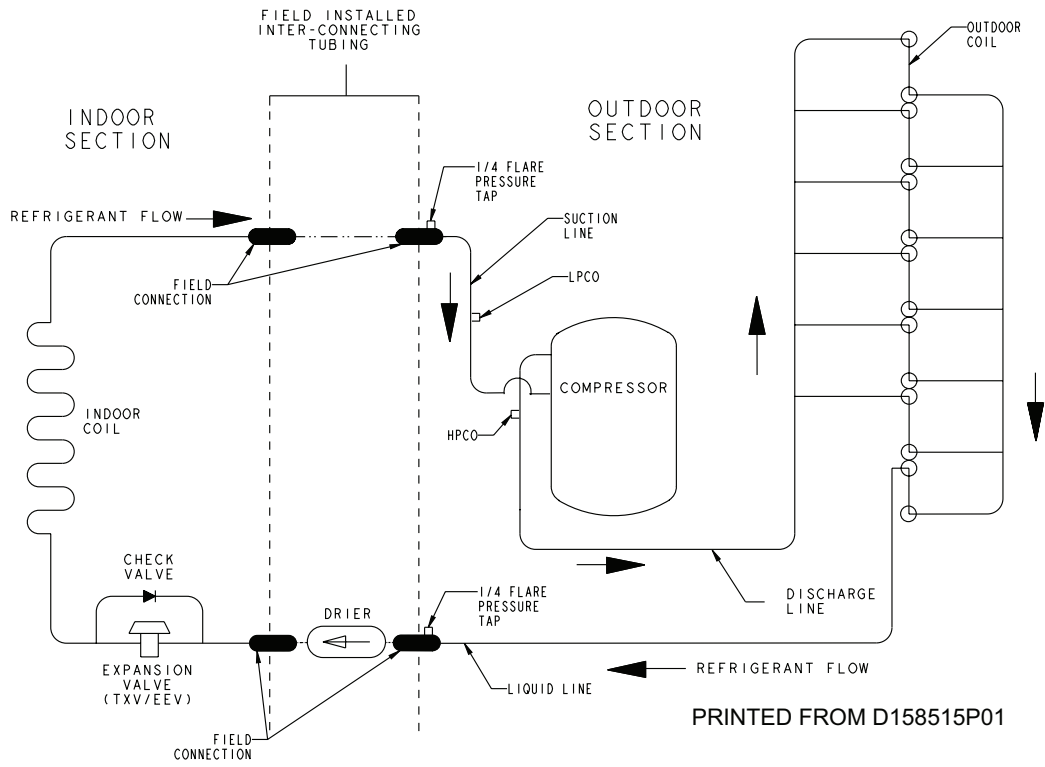 FIELD INSTALLED
INTER-CONNECTING
TUBING
OUTDOOR
COIL
INDOOR
SECTION
OUTDOOR
SECTION
1/4 FLARE
PRESSURE
TAP
REFRIGERANT FLOW
SUCTION
LINE
FIELD
CONNECTION
LPCO
COMPRESSOR
INDOOR
COIL
HPCO
CHECK
VALVE
DRIER
1/4 FLARE
PRESSURE
TAP
DISCHARGE
LINE
EXPANSION
VALVE
(TXV/EEV)
LIQUID LINE
REFRIGERANT FLOW
FIELD
CONNECTION
PRINTED FROM D158515P01